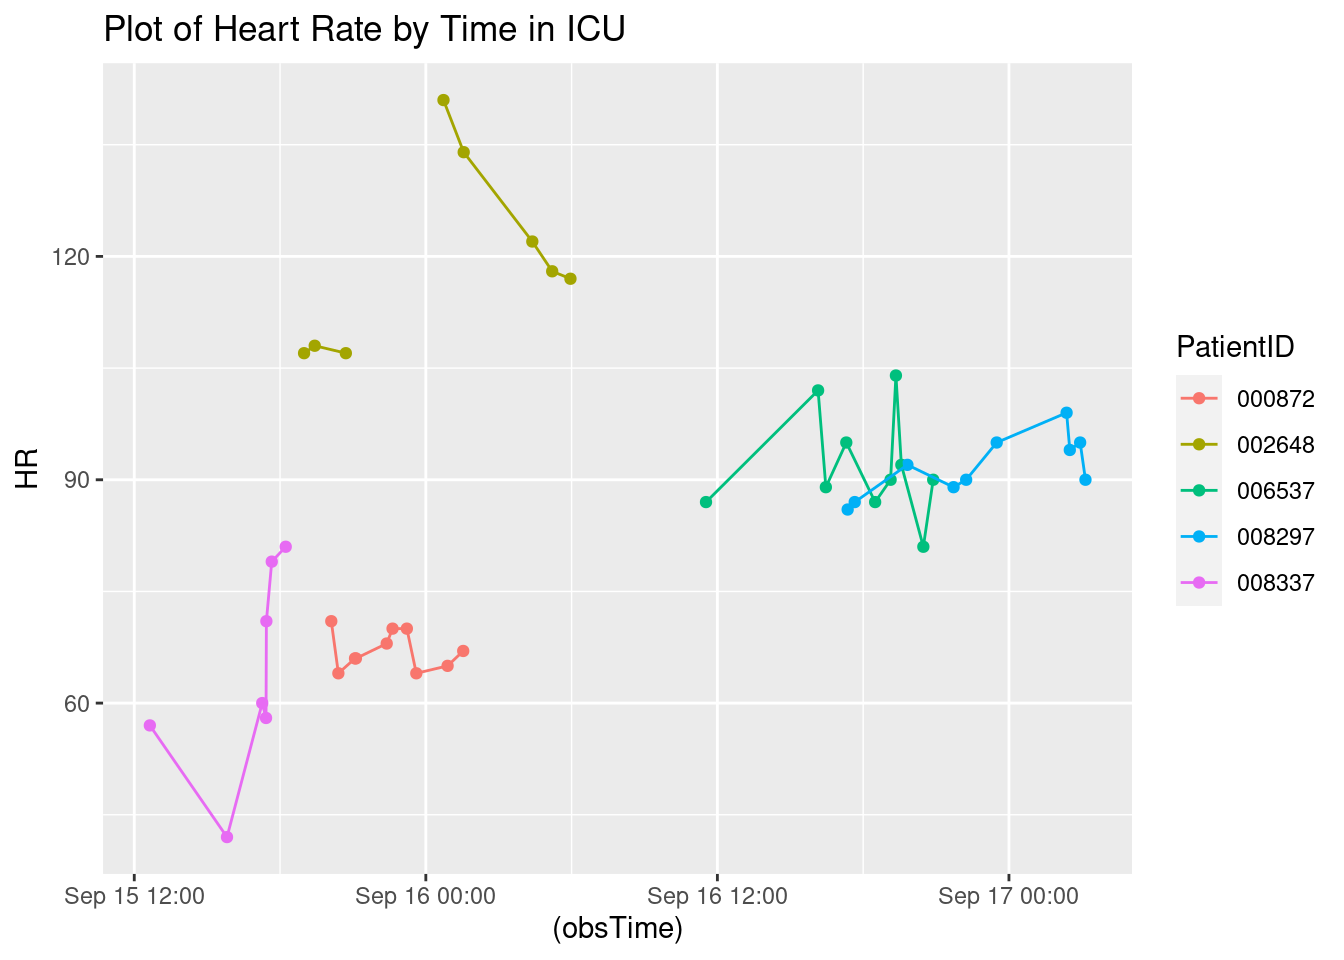 Plot of Heart Rate by Time in ICU
HR
120
90
60
Sep 15 12:00
Sep 16 00:00
Sep 16 12:00
Sep 17 00:00
(obsTime)
PatientID
000872
002648
006537
008297
008337